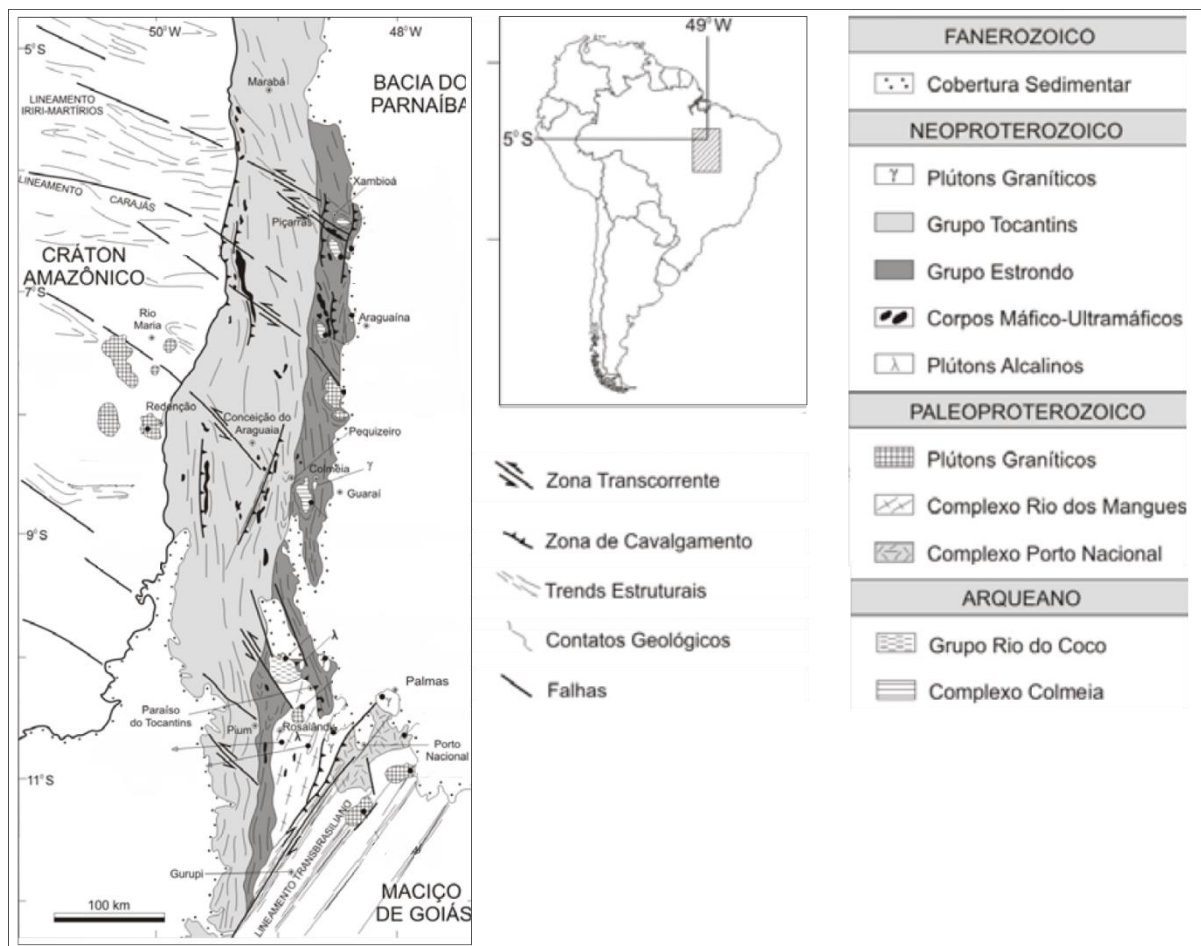 50°W
48°W
5°S
Marabá
BACIA DO
PARNAÍBA
LINEAMENTO
IRIRI-MARTÍRIOS
Xambioá
LINEAMENTO CARAJÁS
Piçarras
CRÁTON
AMAZÔNICO
7°S
Rio
Maria
Araguaína
Redenção
Conceição do
Araguaia
Pequizeiro
Colmeia
γ
Guaraí
9°S
λ
Palmas
γ
Paraíso
do Tocantins
Pium
Rosalândia
λ
γ
Porto
Nacional
11°S
LINEAMENTO TRANSBRASILIANO
Gurupi
100 km
MACIÇO
DE GOIÁS
49°W
5°S
Zona Transcorrente
Zona de Cavalgamento
Trends Estruturais
Contatos Geológicos
Falhas
FANEROZOICO
Cobertura Sedimentar
NEOPROTEROZOICO
γ Plútons Graníticos
Grupo Tocantins
Grupo Estrondo
Corpos Máfico-Ultramáficos
λ Plútons Alcalinos
PALEOPROTEROZOICO
Plútons Graníticos
Complexo Rio dos Mangues
Complexo Porto Nacional
ARQUEANO
Grupo Rio do Coco
Complexo Colmeia